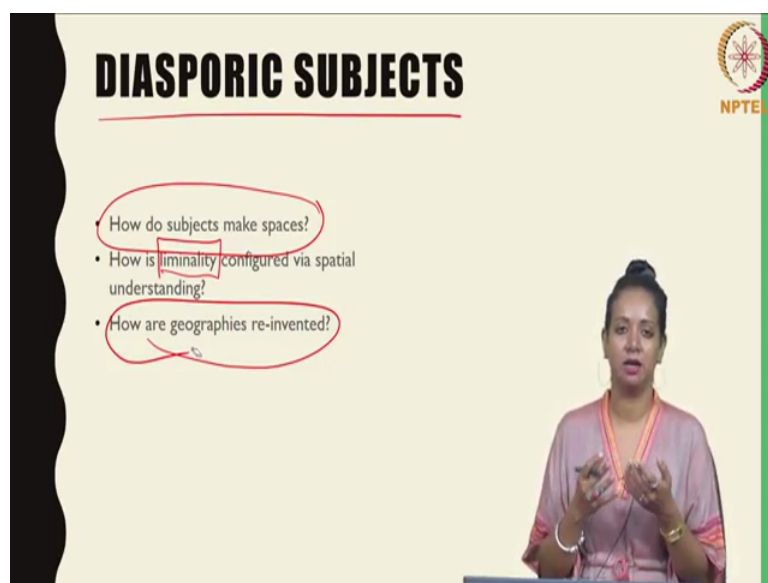 DIASPORIC SUBJECTS
NPTEL
• How do subjects make spaces?
• How is liminality configured via spatial
understanding?
• How are geographies re-invented?